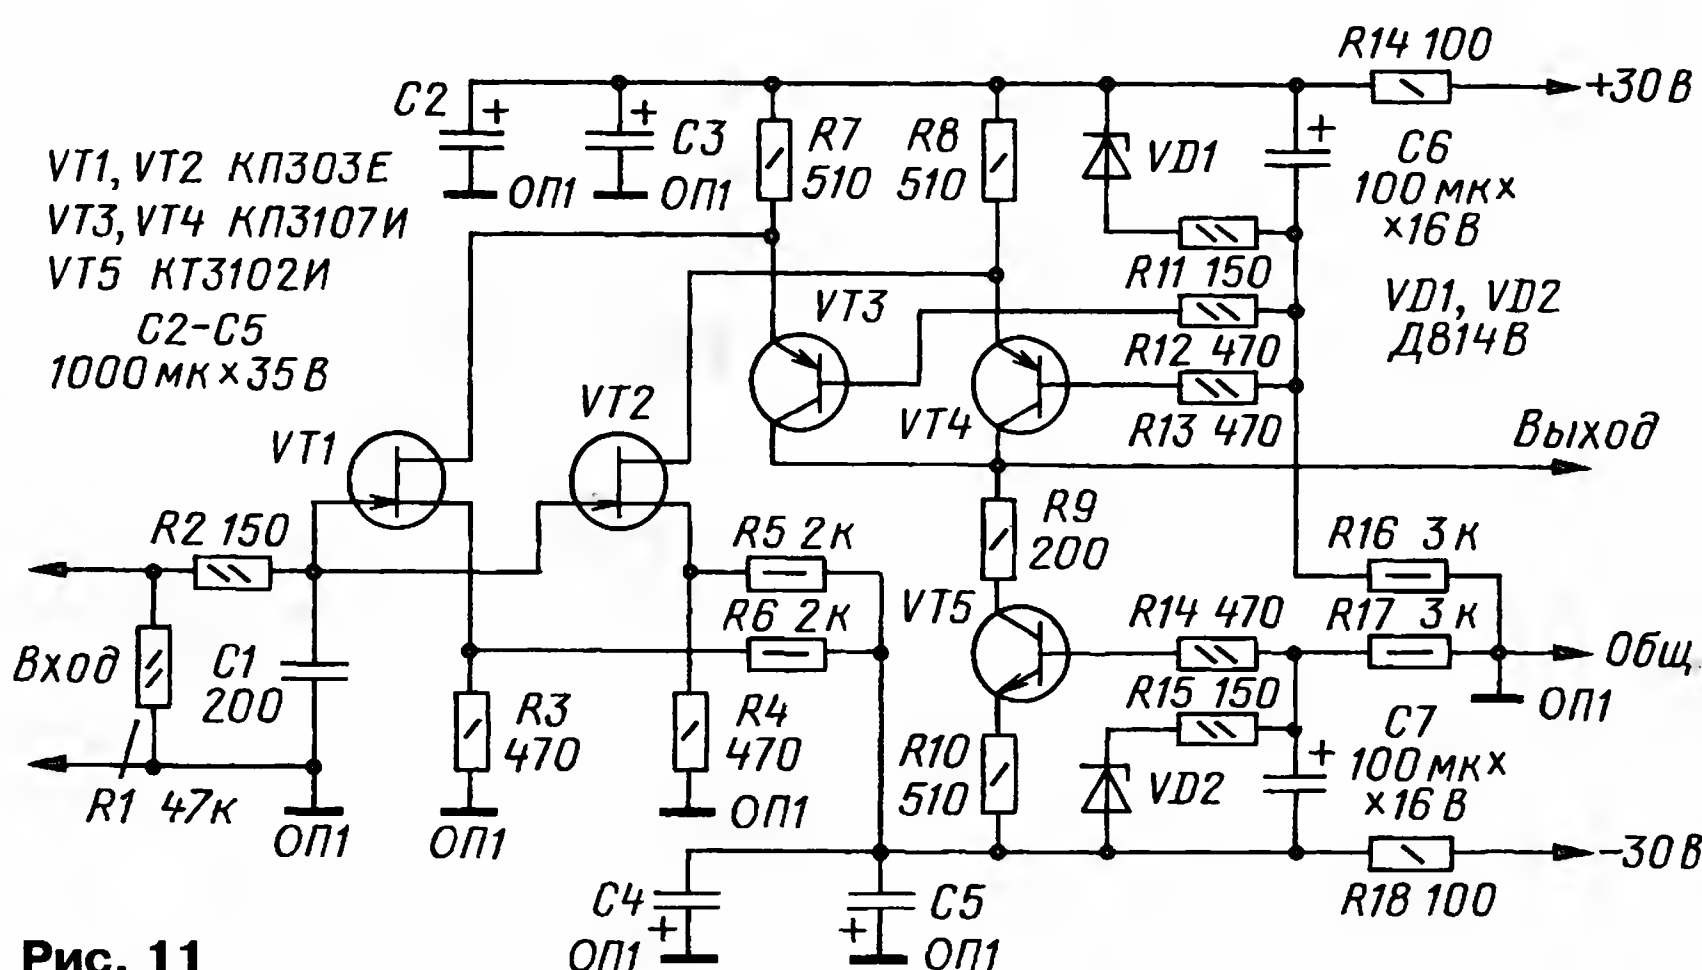 R14 100
+30 В
C2
+
+
C3
R7
510
R8
510
VD1
+
C6
100 мк×
×16 В
VT1, VT2 КП303Е
ОП1
ОП1
VT3, VT4 КП3107И
VT5 КТ3102И
C2-C5
1000 мк×35 В
R11 150
VD1, VD2
Д814В
VT3
R12 470
VT2
VT4
R13 470
Выход
VT1
R9
200
R2 150
R5 2к
R16 3к
VT5
R14 470
R6 2к
R17 3к
Вход
C1
200
Общ.
R15 150
ОП1
R3
470
R4
470
R10
510
VD2
C7
+
100 мк×
×16 В
R1 47к
ОП1
ОП1
ОП1
-30 В
C4
+
ОП1
C5
+
ОП1
R18 100
Рис. 11